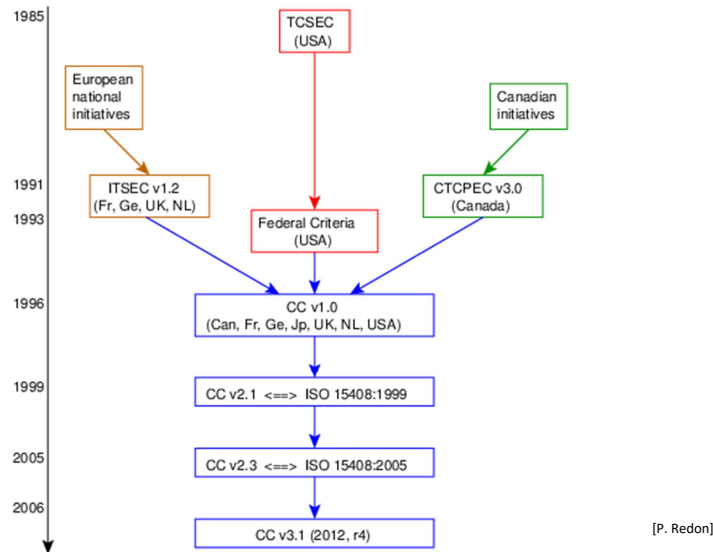 1985
TCSEC
(USA)
European
national
initiatives
Canadian
initiatives
1991
ITSEC v1.2
(Fr, Ge, UK, NL)
CTCPEC v3.0
(Canada)
1993
Federal Criteria
(USA)
1996
CC v1.0
(Can, Fr, Ge, Jp, UK, NL, USA)
1999
CC v2.1 <==> ISO 15408:1999
2005
CC v2.3 <==> ISO 15408:2005
2006
CC v3.1 (2012, r4)
[P. Redon]